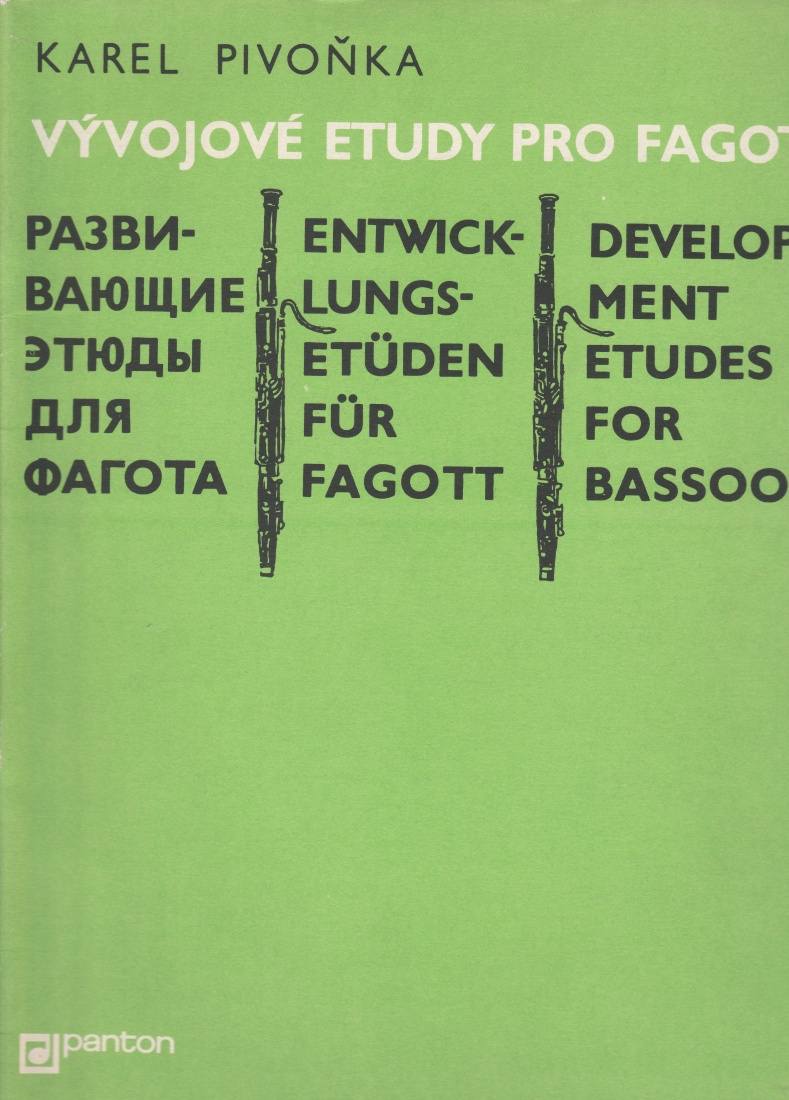 KAREL PIVOŇKA
VÝVOJOVÉ ETUDY PRO FAGOT
РАЗВИ-
ВАЮЩИЕ
ЭТЮДЫ
ДЛЯ
ФАГОТА
ENTWICK-
LUNGS-
ETÜDEN
FÜR
FAGOTT
DEVELOP
MENT
ETUDES
FOR
BASSOO
panton